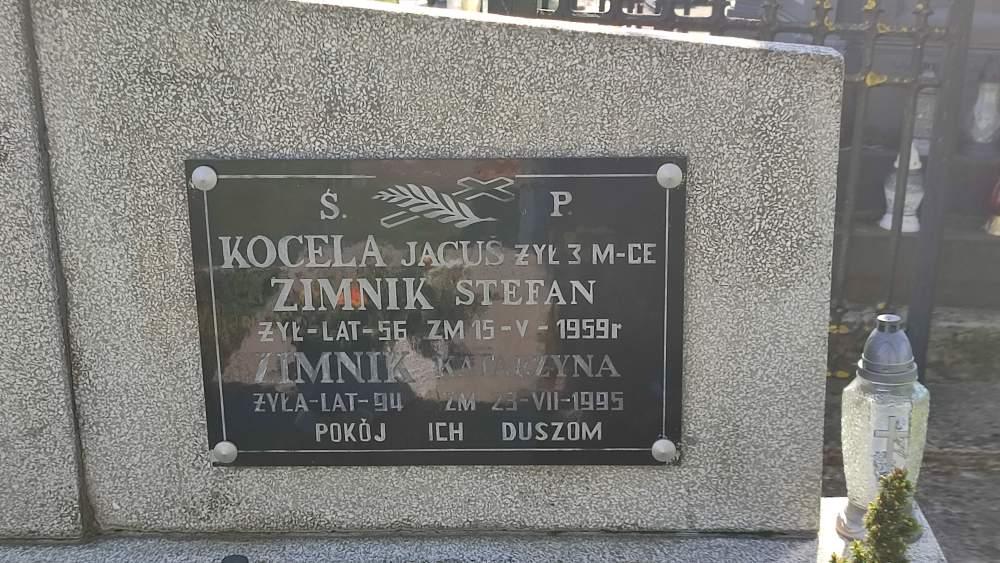 Ś. P.
KOCELA JACUŚ ŻYŁ 3 M-CE
ZIMNIK STEFAN
ŻYŁ-LAT-56 ZM 15-V-1959r
ZIMNIK KATARZYNA
ŻYŁA-LAT-94 ZM 23-VII-1995
POKÓJ ICH DUSZOM